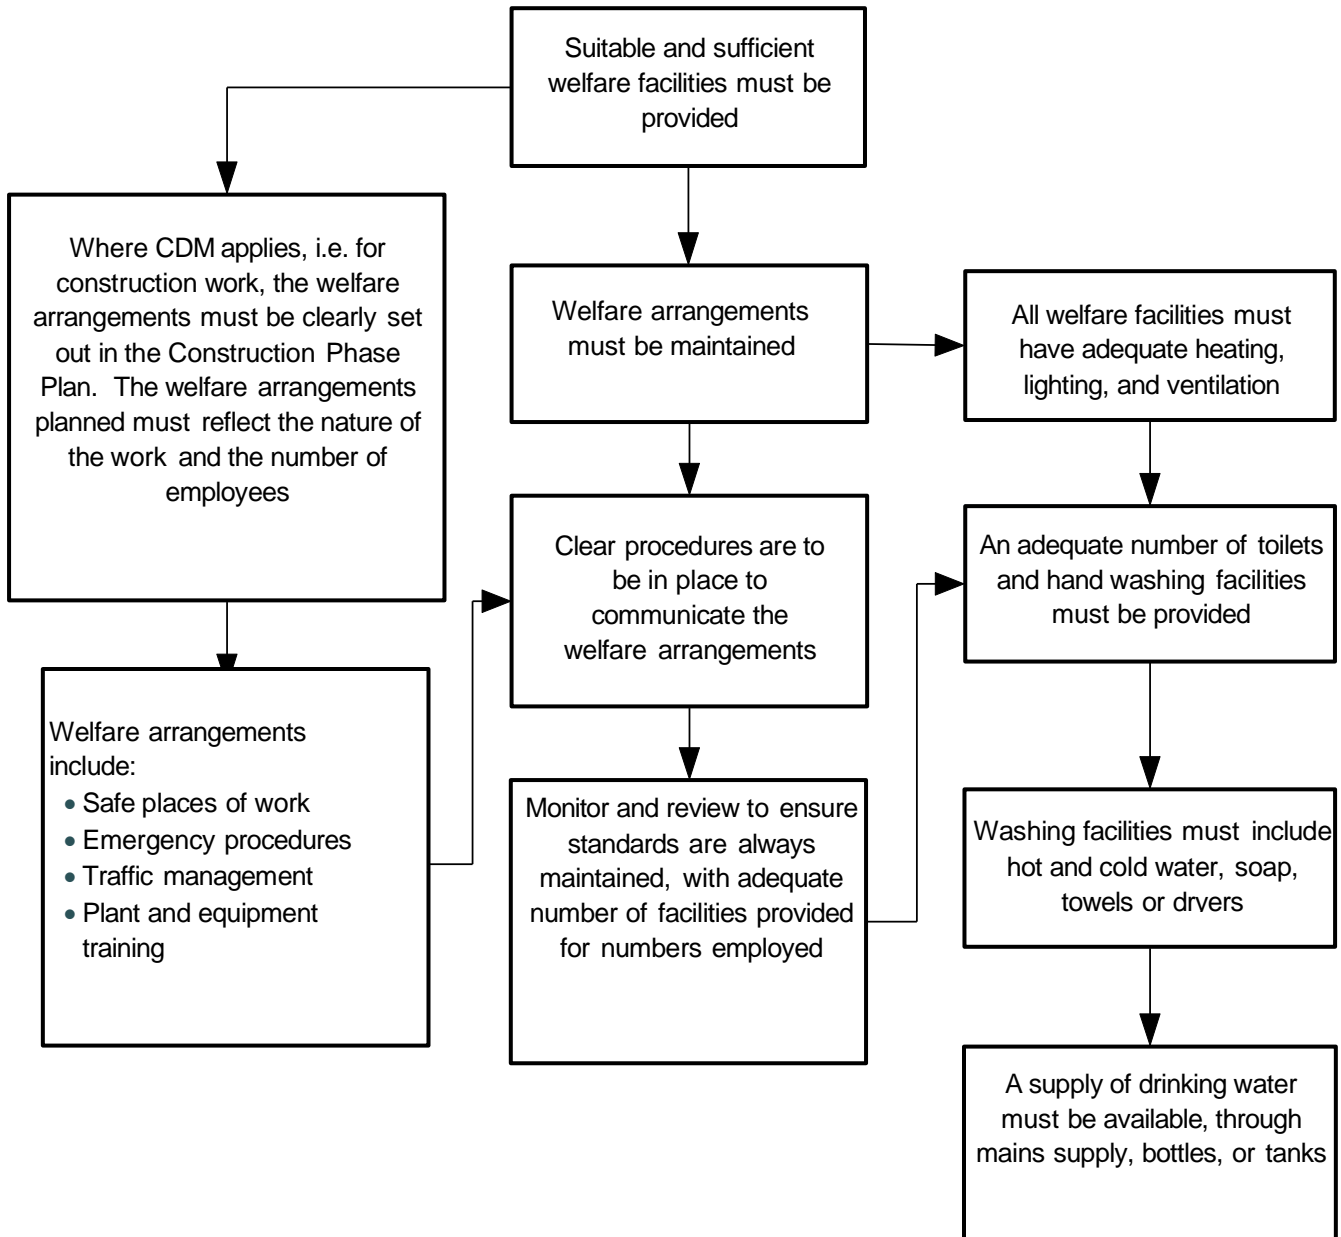 Suitable and sufficient
welfare facilities must be
provided
Where CDM applies, i.e. for
construction work, the welfare
arrangements must be clearly set
out in the Construction Phase
Plan. The welfare arrangements
planned must reflect the nature of
the work and the number of
employees
Welfare arrangements
include:
• Safe places of work
• Emergency procedures
• Traffic management
• Plant and equipment
training
Welfare arrangements
must be maintained
Clear procedures are to
be in place to
communicate the
welfare arrangements
Monitor and review to ensure
standards are always
maintained, with adequate
number of facilities provided
for numbers employed
All welfare facilities must
have adequate heating,
lighting, and ventilation
An adequate number of toilets
and hand washing facilities
must be provided
Washing facilities must include
hot and cold water, soap,
towels or dryers
A supply of drinking water
must be available, through
mains supply, bottles, or tanks